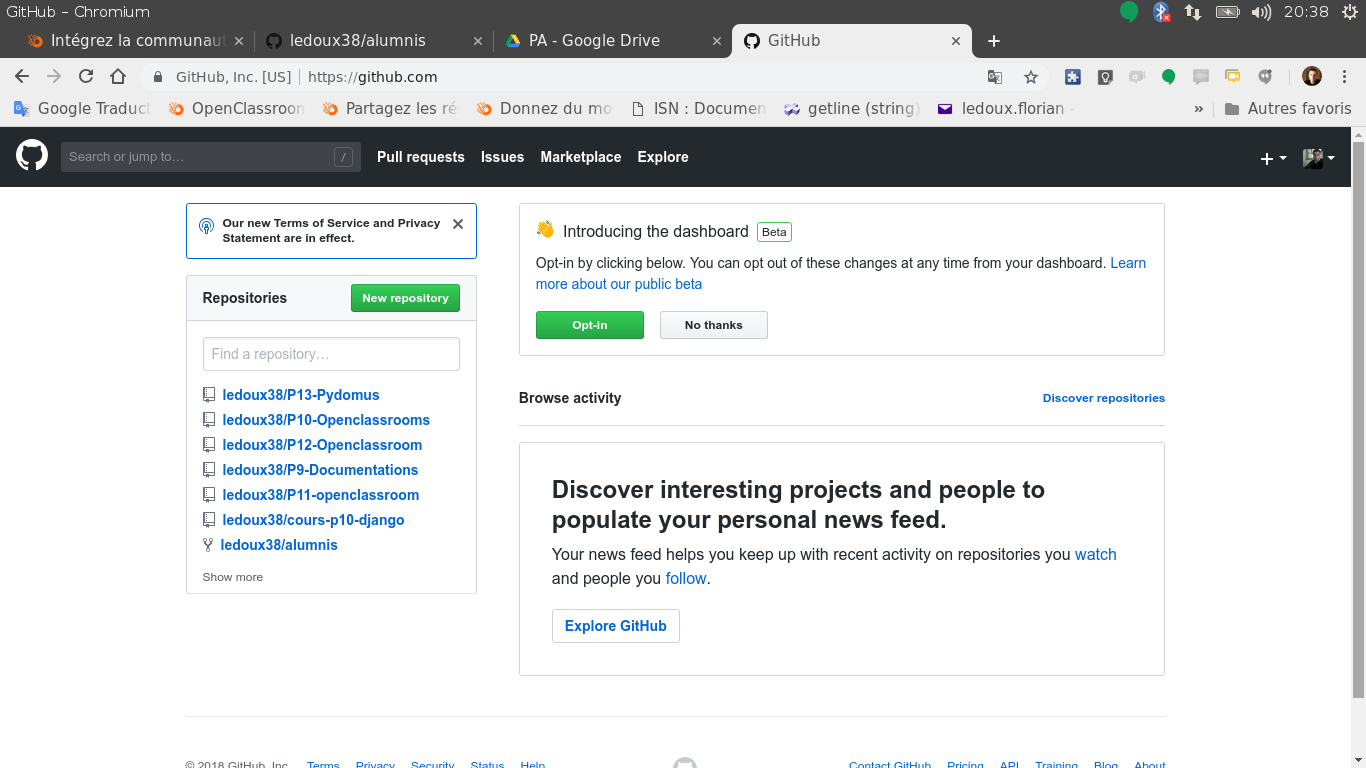 GitHub – Chromium
20:38
Intégrez la communaut
ledoux38/alumnis
PA - Google Drive
GitHub
GitHub, Inc. [US] | https://github.com
Google Traduct
OpenClassroon
Partagez les ré
Donnez du mo
ISN : Documen
getline (string)
ledoux.florian -
» Autres favoris
Search or jump to…
/
Pull requests
Issues
Marketplace
Explore
Our new Terms of Service and Privacy
Statement are in effect.
Repositories
New repository
Find a repository…
ledoux38/P13-Pydomus
ledoux38/P10-Openclassrooms
ledoux38/P12-Openclassroom
ledoux38/P9-Documentations
ledoux38/P11-openclassroom
ledoux38/cours-p10-django
ledoux38/alumnis
Show more
Introducing the dashboard Beta
Opt-in by clicking below. You can opt out of these changes at any time from your dashboard. Learn
more about our public beta
Opt-in
No thanks
Browse activity
Discover repositories
Discover interesting projects and people to
populate your personal news feed.
Your news feed helps you keep up with recent activity on repositories you watch
and people you follow.
Explore GitHub
© 2018 GitHub, Inc.
Terms
Privacy
Security
Status
Help
Contact GitHub
Pricing
API
Training
Blog
About